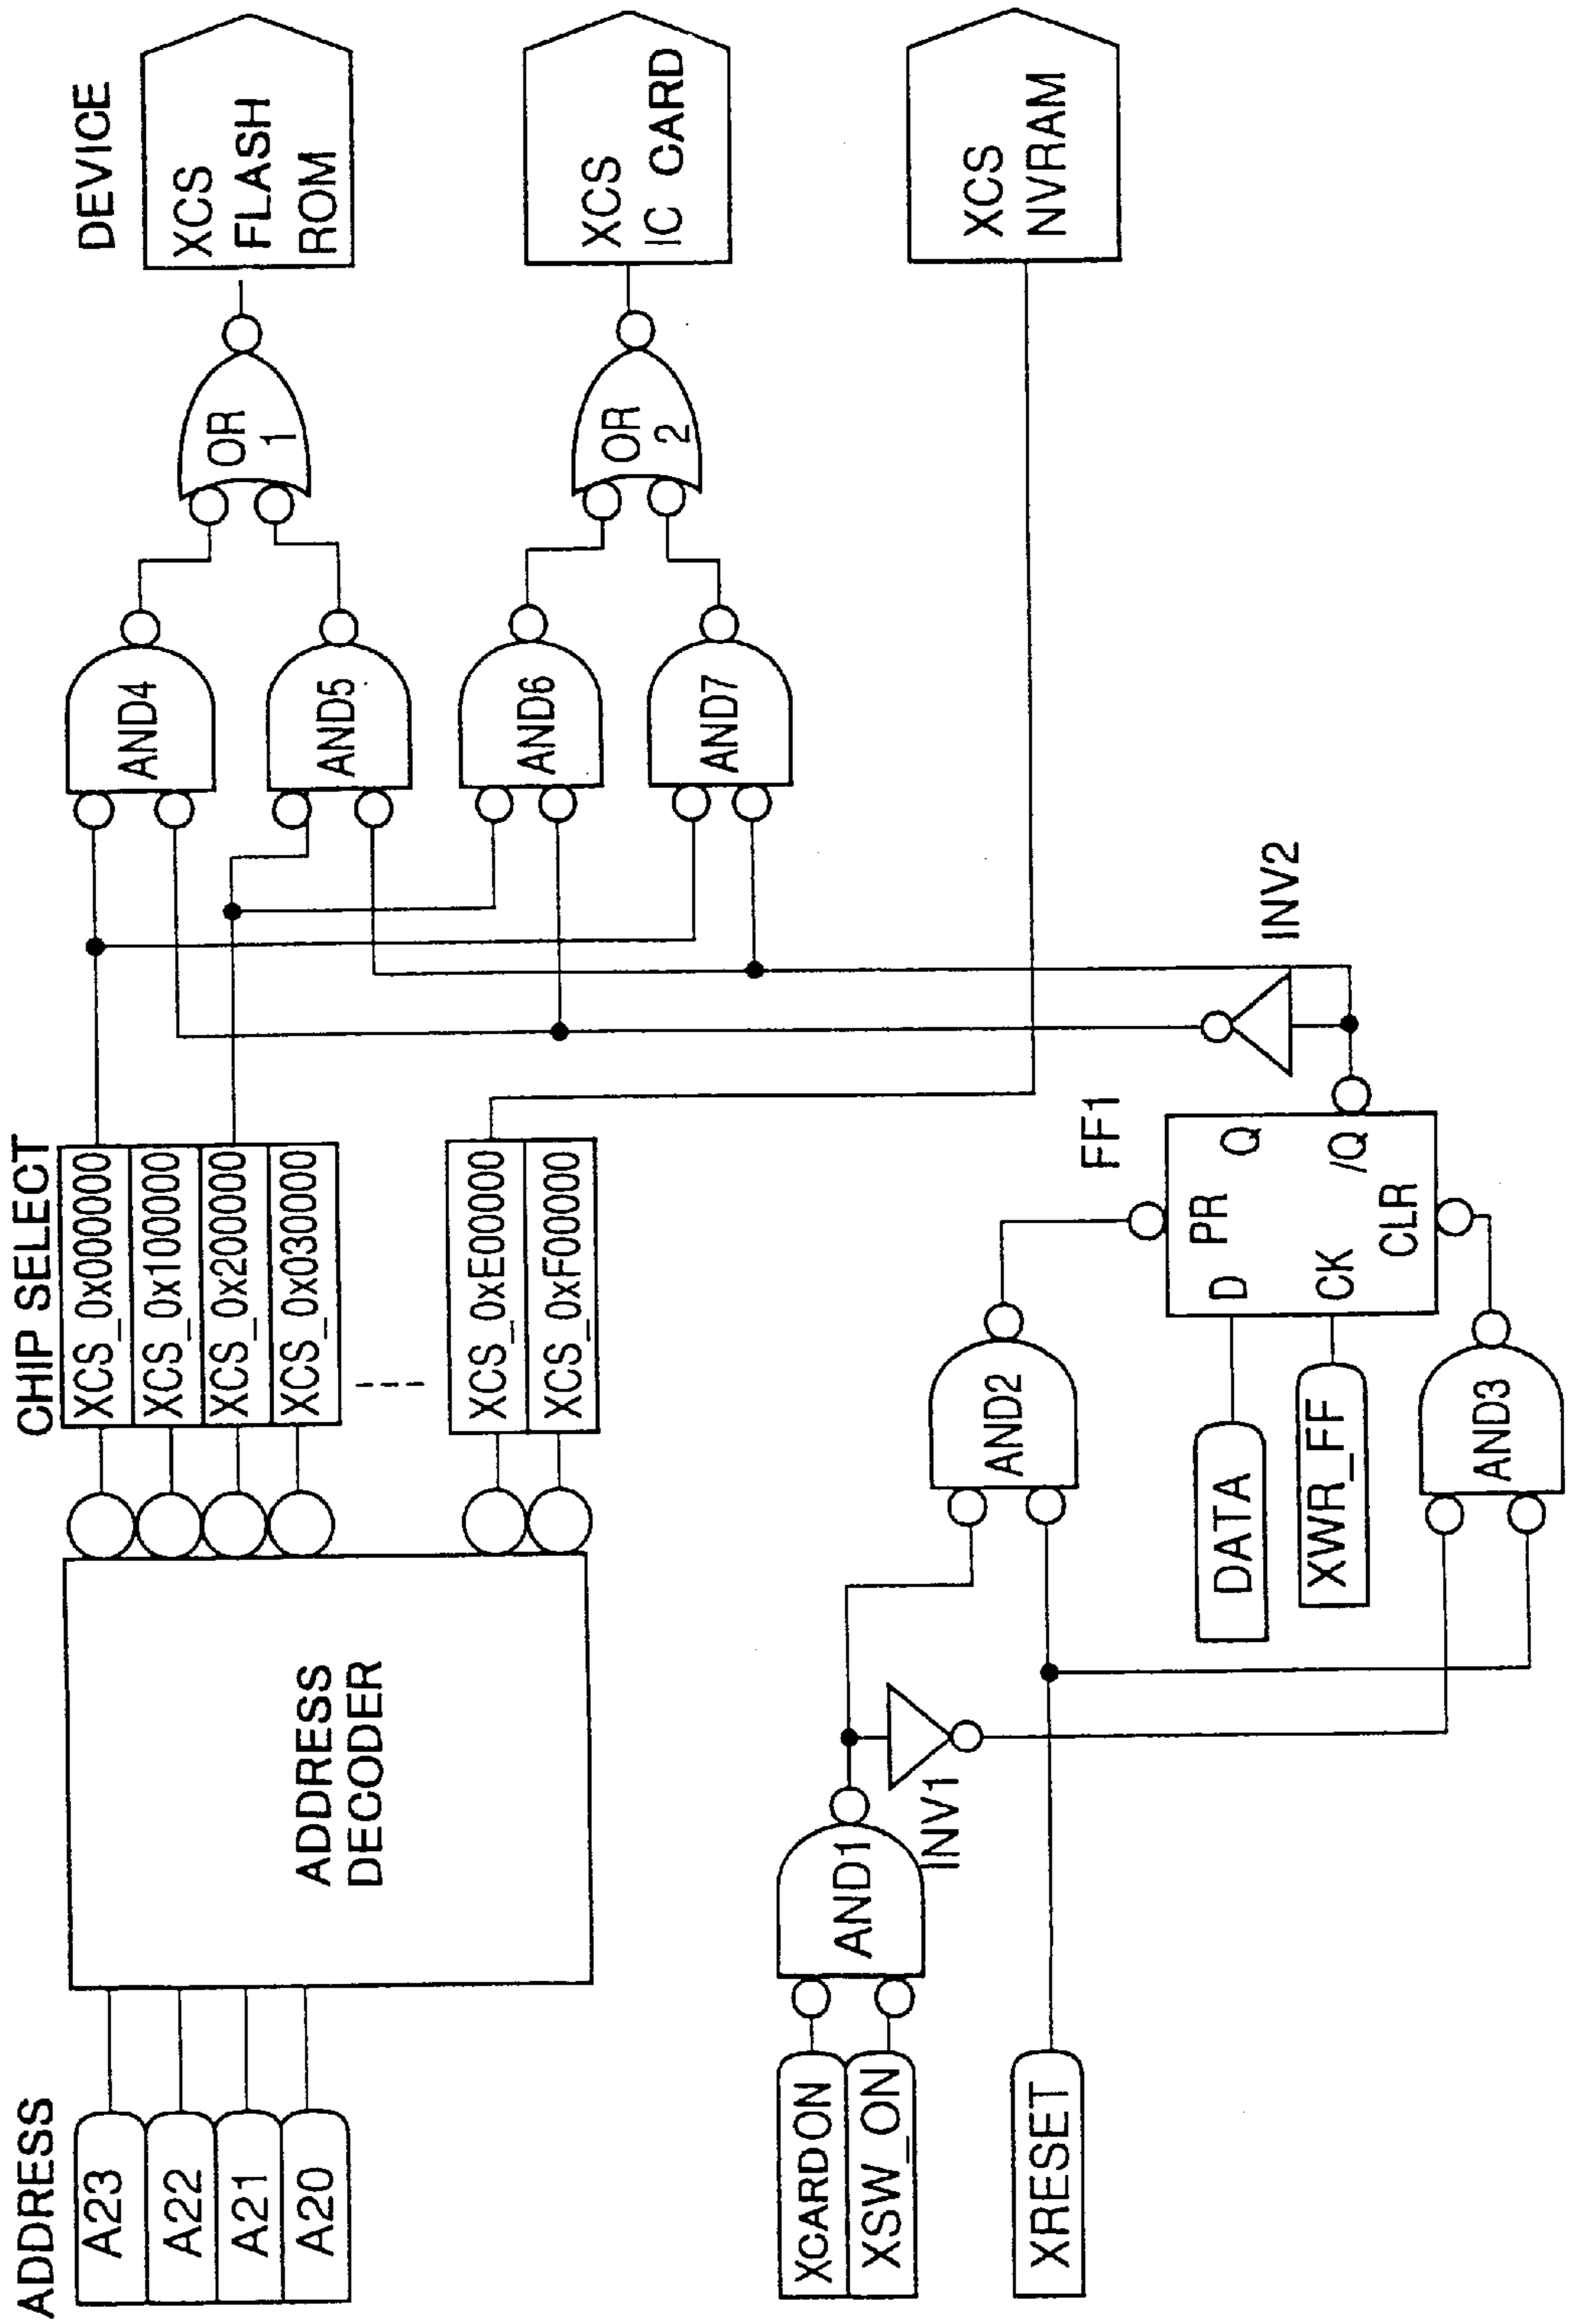 ADDRESS
A23
A22
A21
A20
ADDRESS
DECODER
CHIP SELECT
XCS_0x000000
XCS_0x100000
XCS_0x200000
XCS_0x030000
XCS_0xE00000
XCS_0xF00000
AND4
AND5
AND6
AND7
OR
1
OR
2
DEVICE
XCS
FLASH
ROM
XCS
IC CARD
XCS
NVRAM
XCARDON
XSW_ON
XRESET
AND1
INV1
AND2
AND3
DATA
XWR_FF
FF1
PR
D
Q
CK
/Q
CLR
INV2